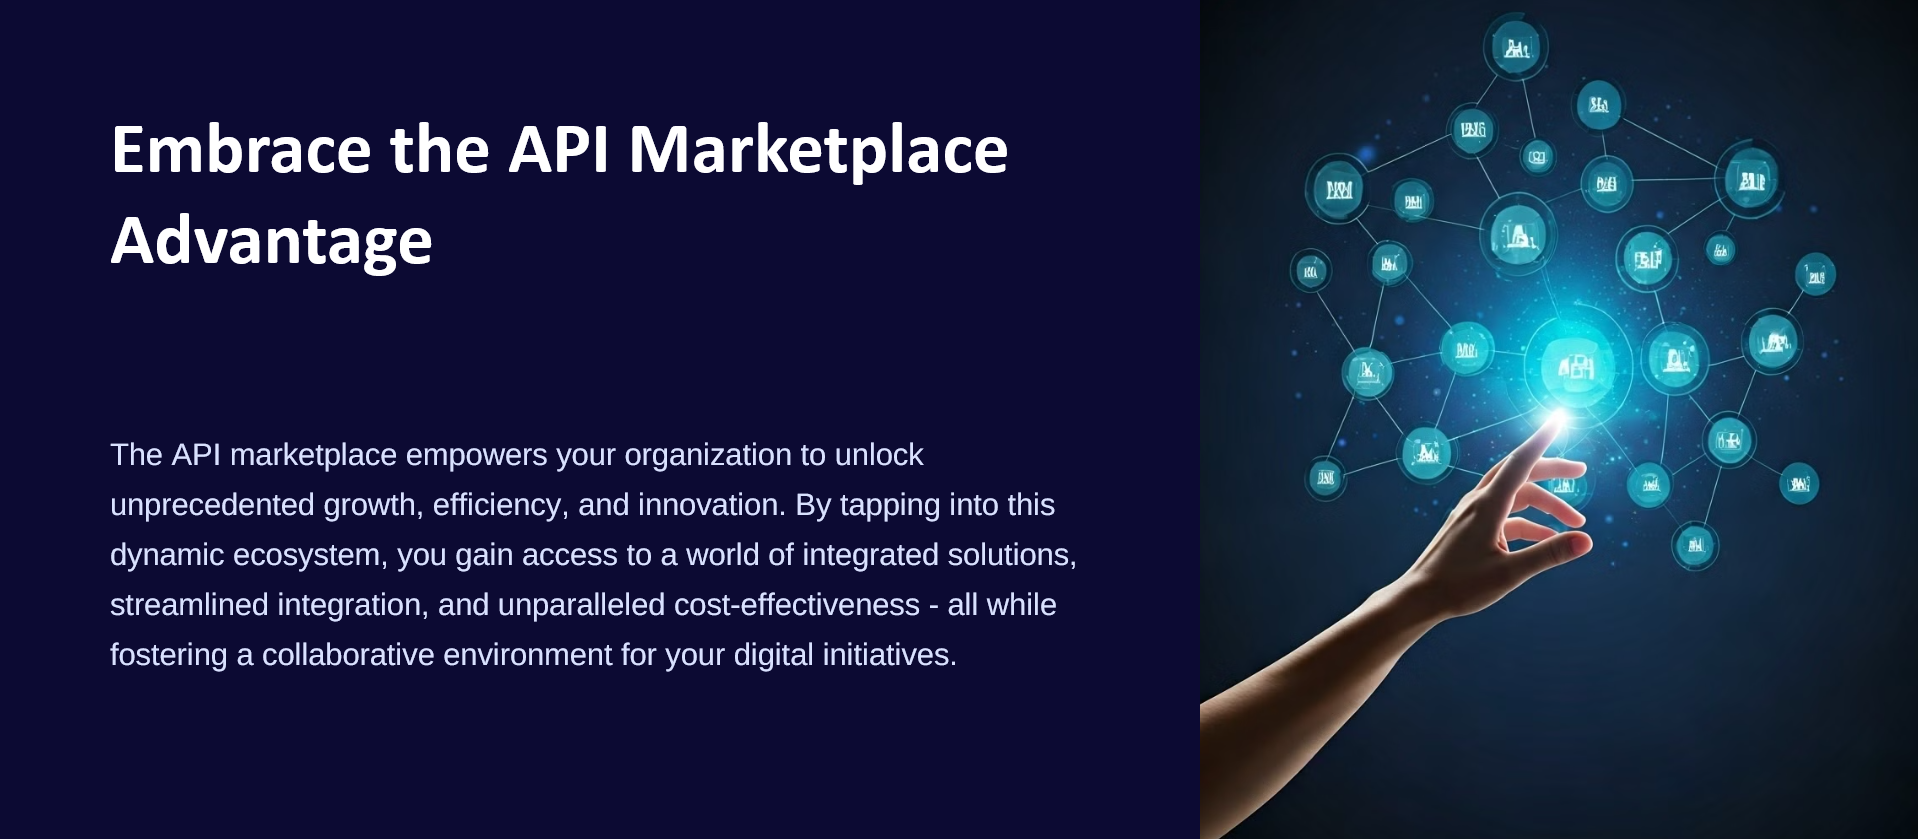 Embrace the API Marketplace
Advantage
The API marketplace empowers your organization to unlock
unprecedented growth, efficiency, and innovation. By tapping into this
dynamic ecosystem, you gain access to a world of integrated solutions,
streamlined integration, and unparalleled cost-effectiveness - all while
fostering a collaborative environment for your digital initiatives.